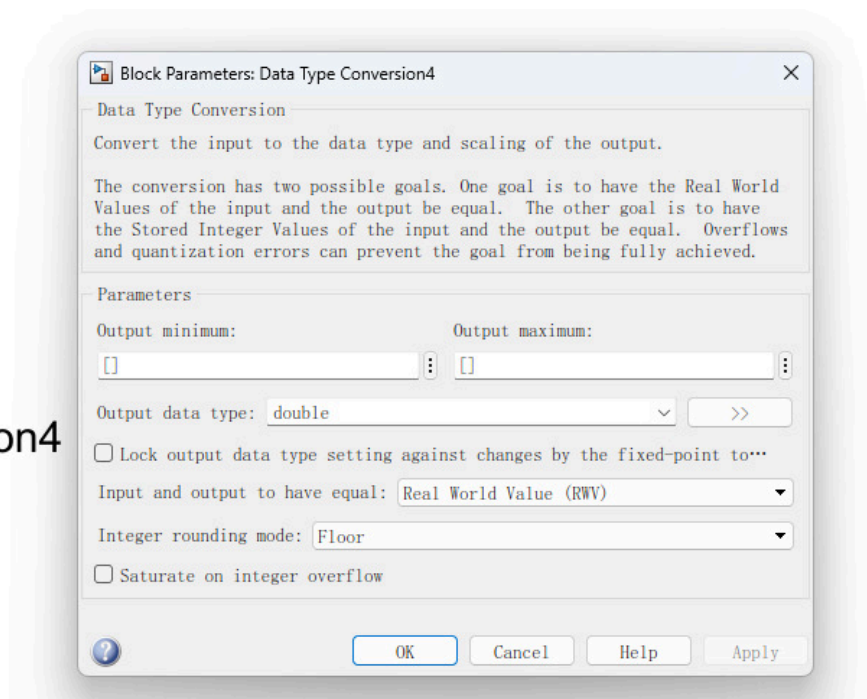 Block Parameters: Data Type Conversion4
Data Type Conversion
Convert the input to the data type and scaling of the output.
The conversion has two possible goals. One goal is to have the Real World
Values of the input and the output be equal. The other goal is to have
the Stored Integer Values of the input and the output be equal. Overflows
and quantization errors can prevent the goal from being fully achieved.
Parameters
Output minimum: Output maximum:
[] []
Output data type: double >>
on4
Lock output data type setting against changes by the fixed-point to…
Input and output to have equal: Real World Value (RWV)
Integer rounding mode: Floor
Saturate on integer overflow
? OK Cancel Help Apply